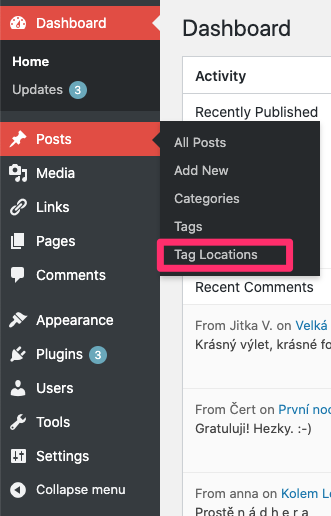 Dashboard
Home
Updates 3
Posts
Media
Links
Pages
Comments
Appearance
Plugins 3
Users
Tools
Settings
Collapse menu
All Posts
Add New
Categories
Tags
Tag Locations
Dashboard
Activity
Recently Published
Recent Comments
From Jitka V. on Velká
Krásný výlet, krásné fo
From Čert on První noc
Gratuluji! Hezky. :-)
From anna on Kolem L
Prostě n á d h e r a